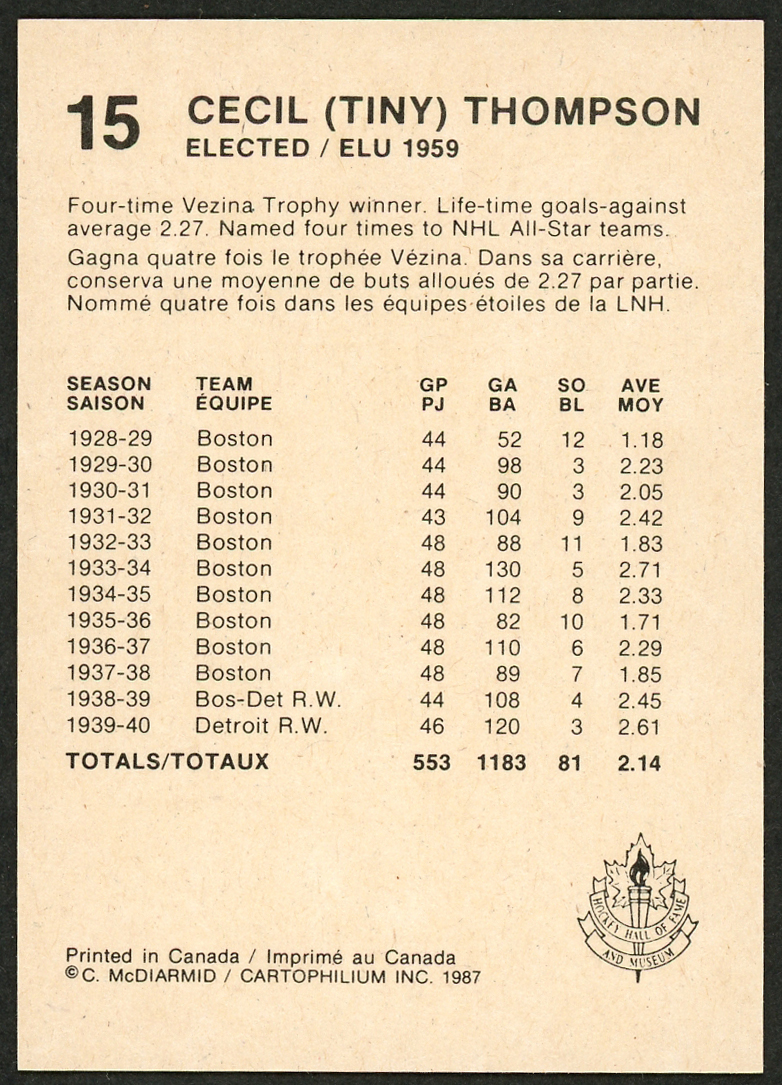 15 CECIL (TINY) THOMPSON
ELECTED / ELU 1959
Four-time Vezina Trophy winner. Life-time goals-against
average 2.27. Named four times to NHL All-Star teams.
Gagna quatre fois le trophée Vézina. Dans sa carrière,
conserva une moyenne de buts alloués de 2.27 par partie.
Nommé quatre fois dans les équipes étoiles de la LNH.
SEASON TEAM GP GA SO AVE
SAISON ÉQUIPE PJ BA BL MOY
1928-29 Boston 44 52 12 1.18
1929-30 Boston 44 98 3 2.23
1930-31 Boston 44 90 3 2.05
1931-32 Boston 43 104 9 2.42
1932-33 Boston 48 88 11 1.83
1933-34 Boston 48 130 5 2.71
1934-35 Boston 48 112 8 2.33
1935-36 Boston 48 82 10 1.71
1936-37 Boston 48 110 6 2.29
1937-38 Boston 48 89 7 1.85
1938-39 Bos-Det R.W. 44 108 4 2.45
1939-40 Detroit R.W. 46 120 3 2.61
TOTALS/TOTAUX 553 1183 81 2.14
HOCKEY HALL OF FAME
AND MUSEUM
Printed in Canada / Imprimé au Canada
©C. McDIARMID / CARTOPHILIUM INC. 1987